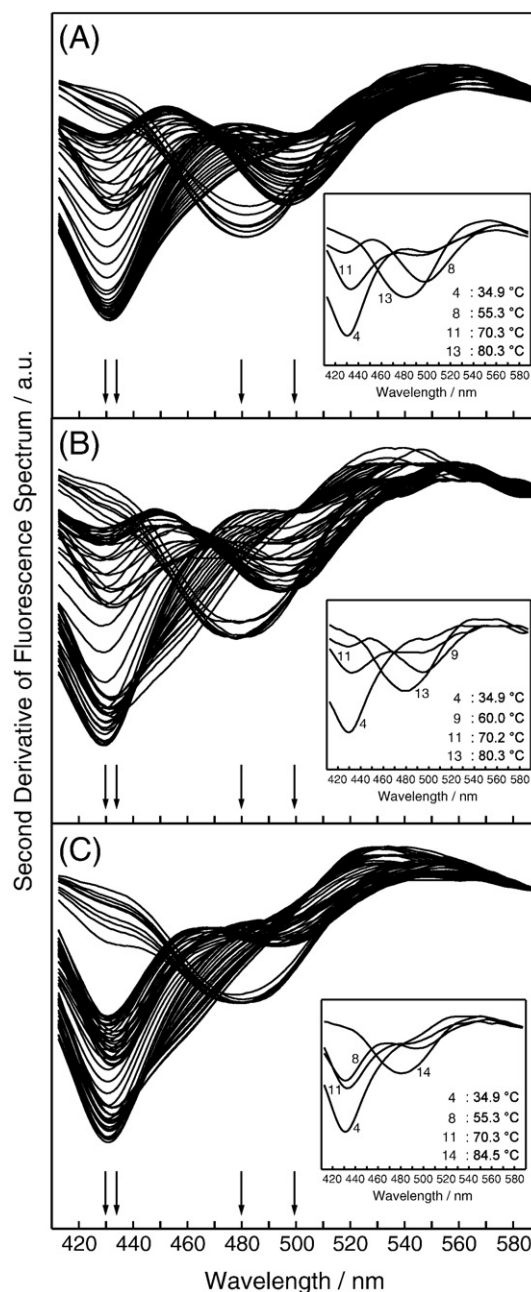 Second Derivative of Fluorescence Spectrum / a.u.
(A)
11
8
13
4
4 : 34.9 °C
8 : 55.3 °C
11 : 70.3 °C
13 : 80.3 °C
420 440 460 480 500 520 540 560 580
Wavelength / nm
(B)
11
9
13
4
4 : 34.9 °C
9 : 60.0 °C
11 : 70.2 °C
13 : 80.3 °C
420 440 460 480 500 520 540 560 580
Wavelength / nm
(C)
8
11
14
4
4 : 34.9 °C
8 : 55.3 °C
11 : 70.3 °C
14 : 84.5 °C
420 440 460 480 500 520 540 560 580
Wavelength / nm
420 440 460 480 500 520 540 560 580
Wavelength / nm